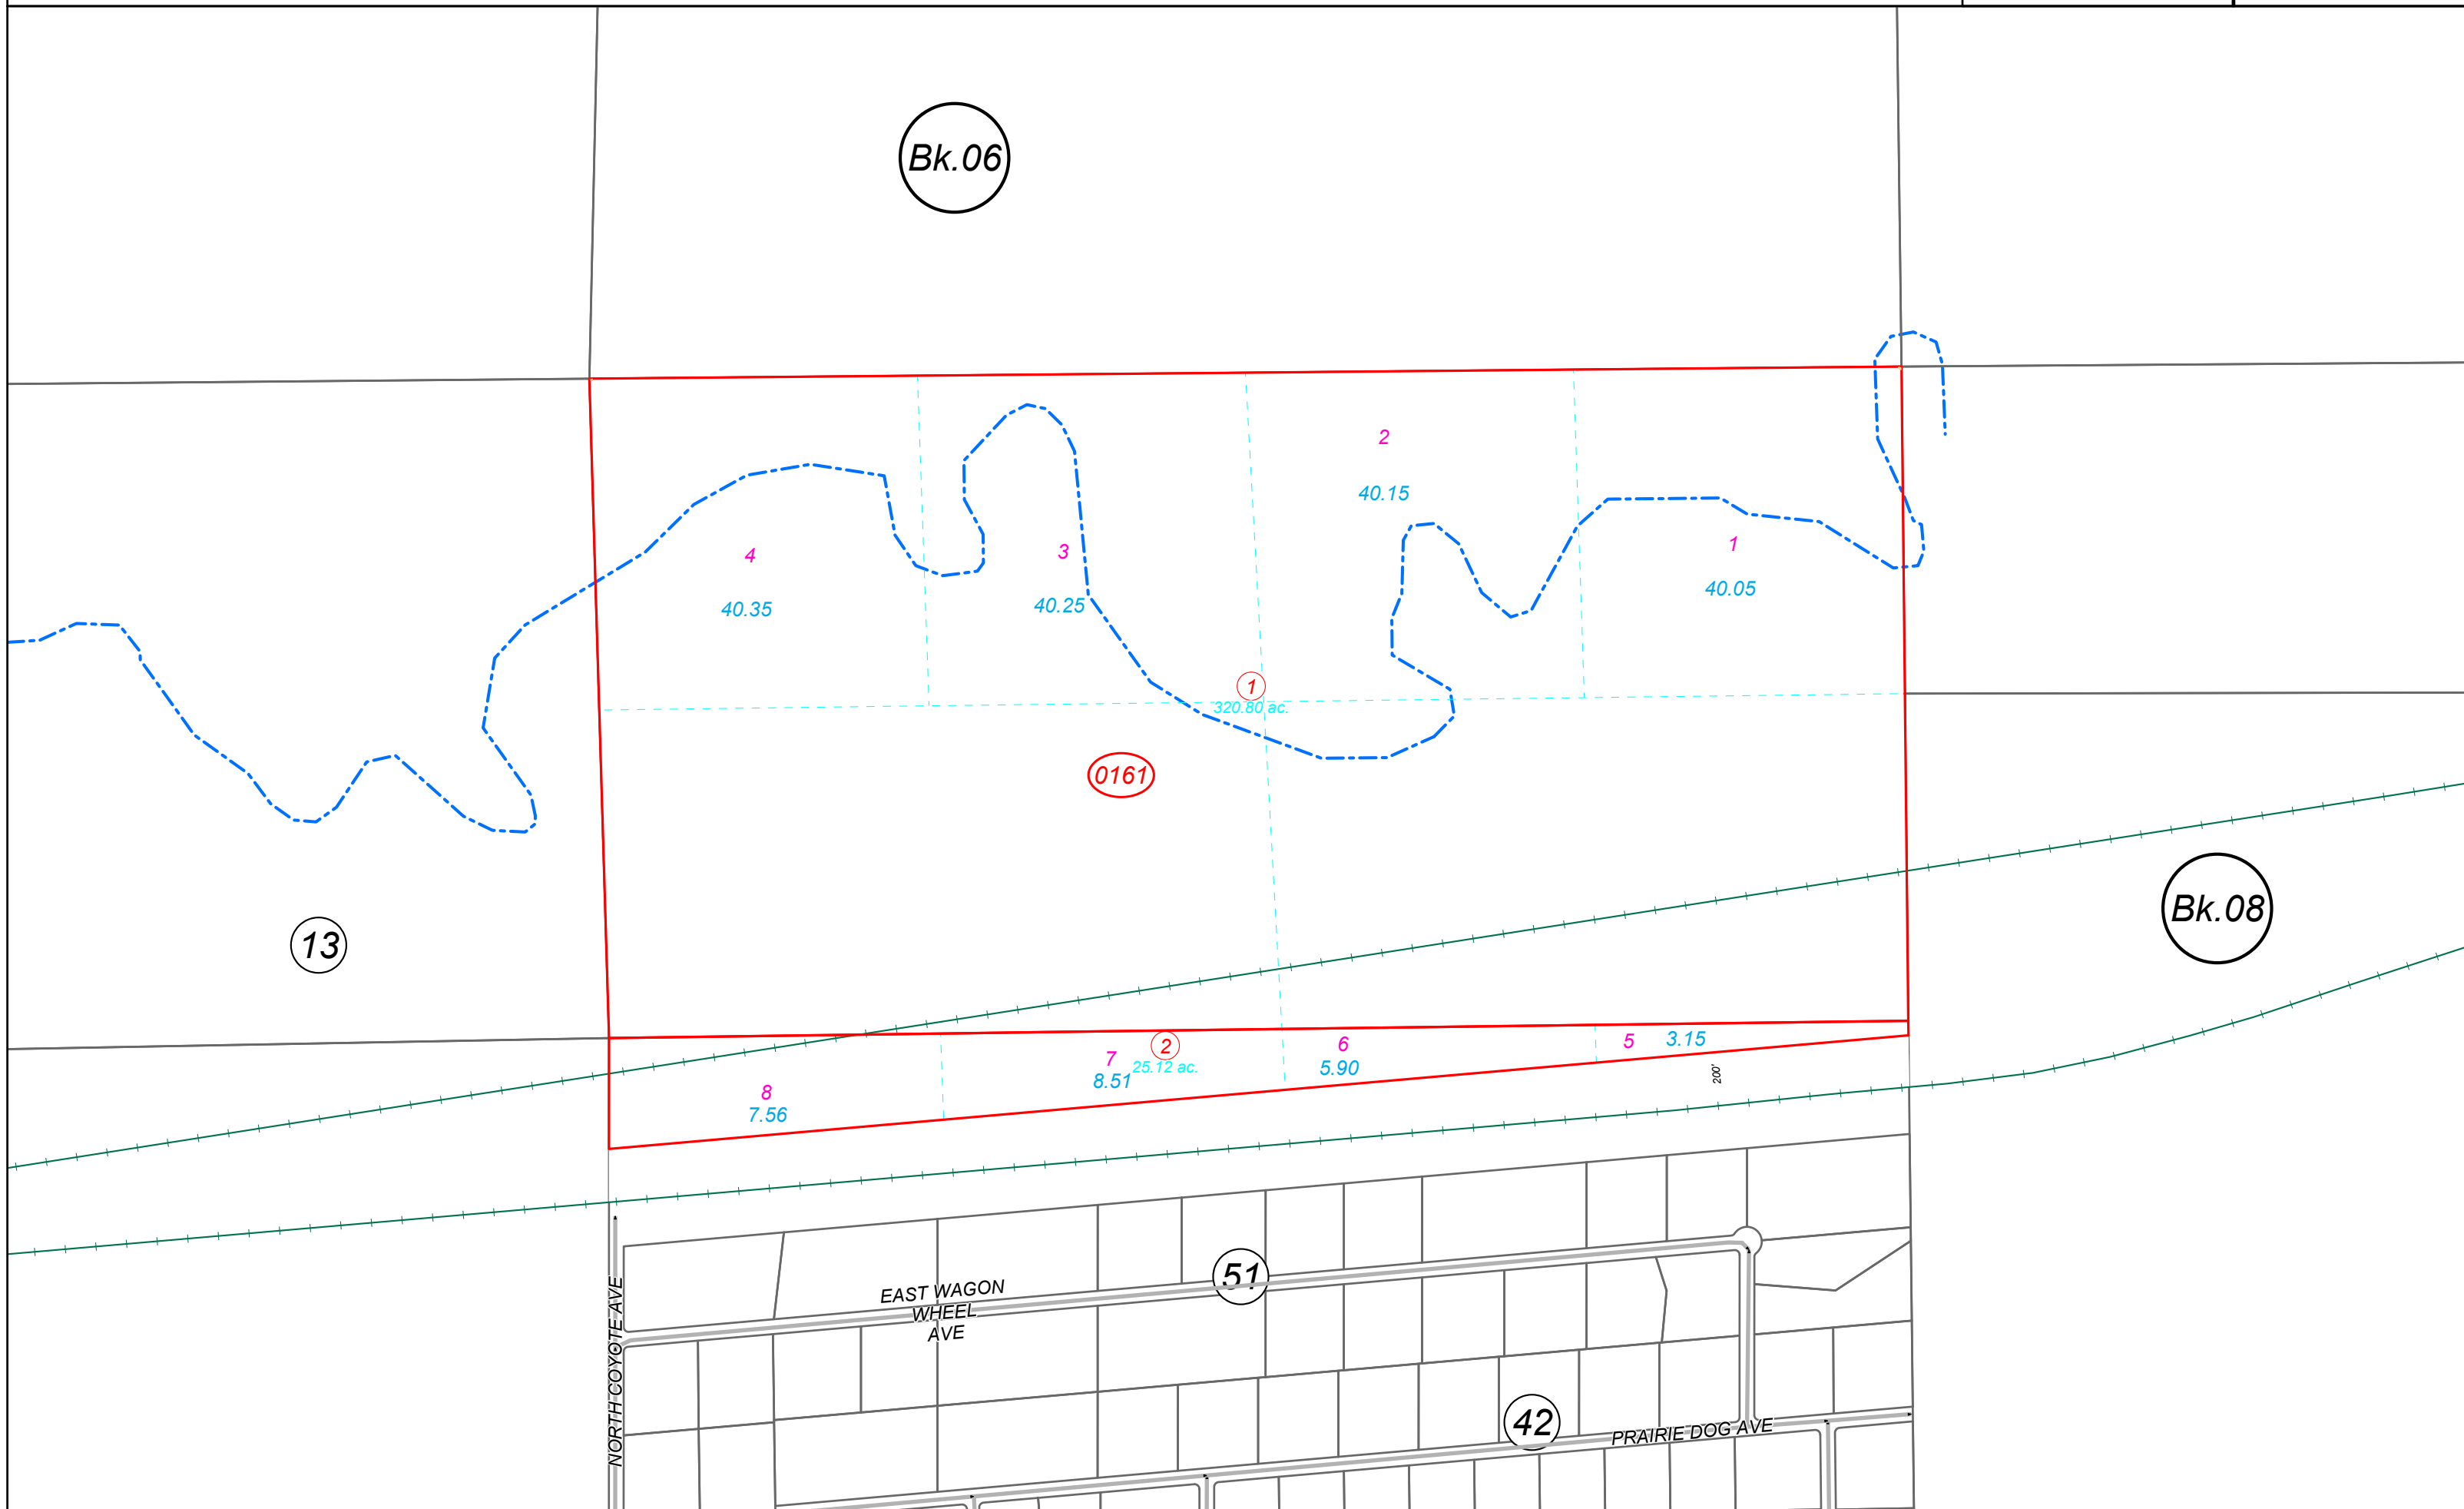 Bk.06
2
40.15
4
40.35
3
40.25
1
40.05
1
320.80 ac.
0161
13
Bk.08
2
25.12 ac.
8
7.56
7
8.51
6
5.90
5
3.15
200'
51
EAST WAGON
WHEEL
AVE
NORTH COYOTE AVE
42
PRAIRIE DOG AVE